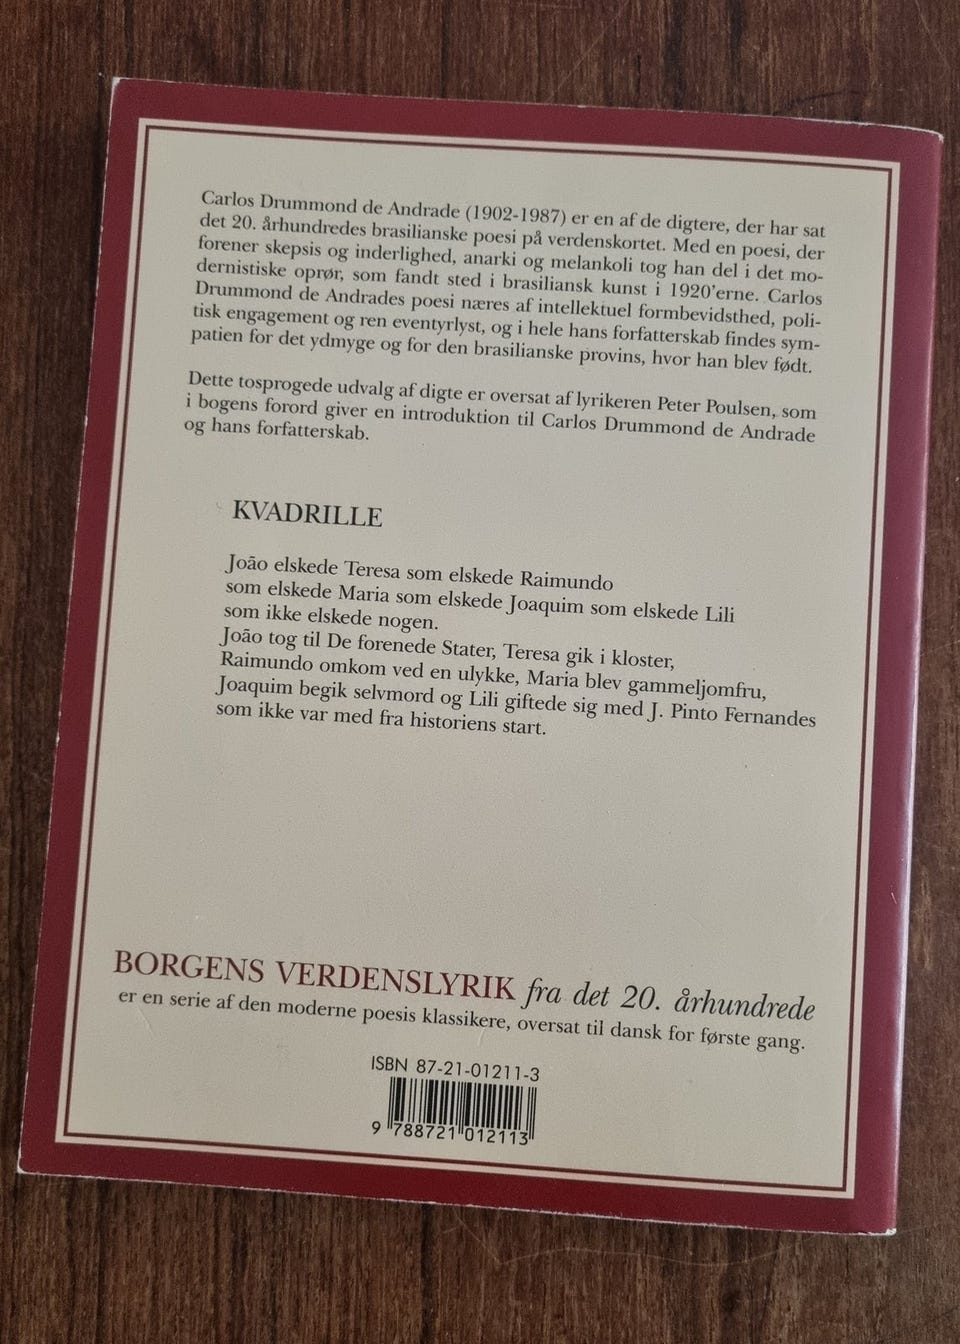 Carlos Drummond de Andrade (1902-1987) er en af de digtere, der har sat
det 20. århundredes brasilianske poesi på verdenskortet. Med en poesi, der
forener skepsis og inderlighed, anarki og melankoli tog han del i det mo-
dernistiske oprør, som fandt sted i brasiliansk kunst i 1920'erne. Carlos
Drummond de Andrades poesi næres af intellektuel formbevidsthed, poli-
tisk engagement og ren eventyrlyst, og i hele hans forfatterskab findes sym-
patien for det ydmyge og for den brasilianske provins, hvor han blev født.
Dette tosprogede udvalg af digte er oversat af lyrikeren Peter Poulsen, som
i bogens forord giver en introduktion til Carlos Drummond de Andrade
og hans forfatterskab.
KVADRILLE
João elskede Teresa som elskede Raimundo
som elskede Maria som elskede Joaquim som elskede Lili
som ikke elskede nogen.
João tog til De forenede Stater, Teresa gik i kloster,
Raimundo omkom ved en ulykke, Maria blev gammeljomfru,
Joaquim begik selvmord og Lili giftede sig med J. Pinto Fernandes
som ikke var med fra historiens start.
BORGENS VERDENSLYRIK fra det 20. århundrede
er en serie af den moderne poesis klassikere, oversat til dansk for første gang.
ISBN 87-21-01211-3
9 788721 012113